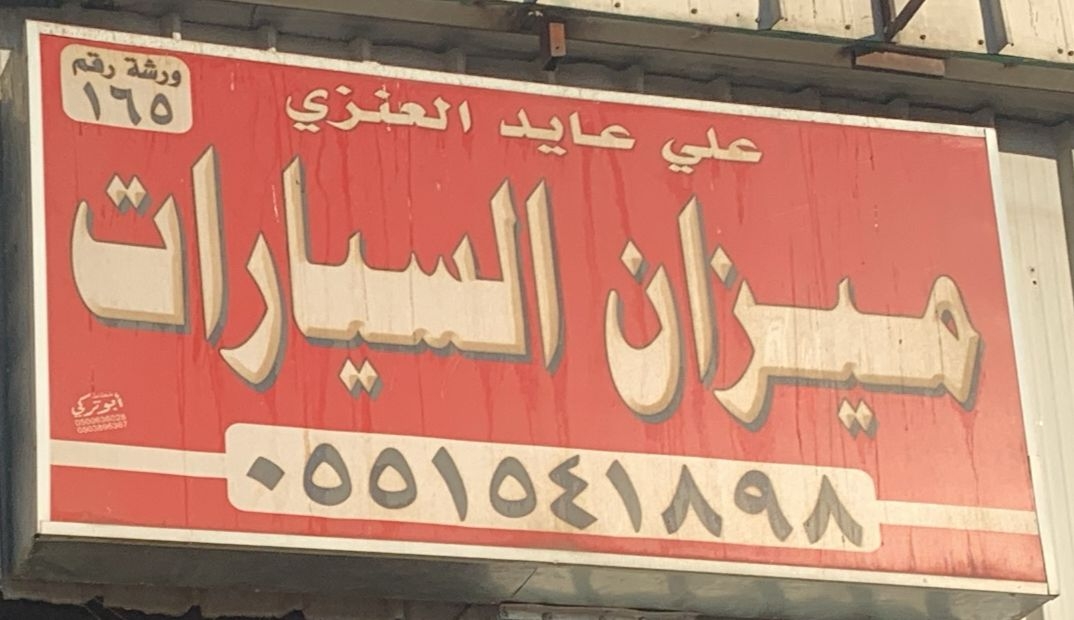 ورشة رقم
١٦٥
علي عايد العنزي
ميزان السيارات
أبو تركي
٠٥٥١٥٤١٨٩٨